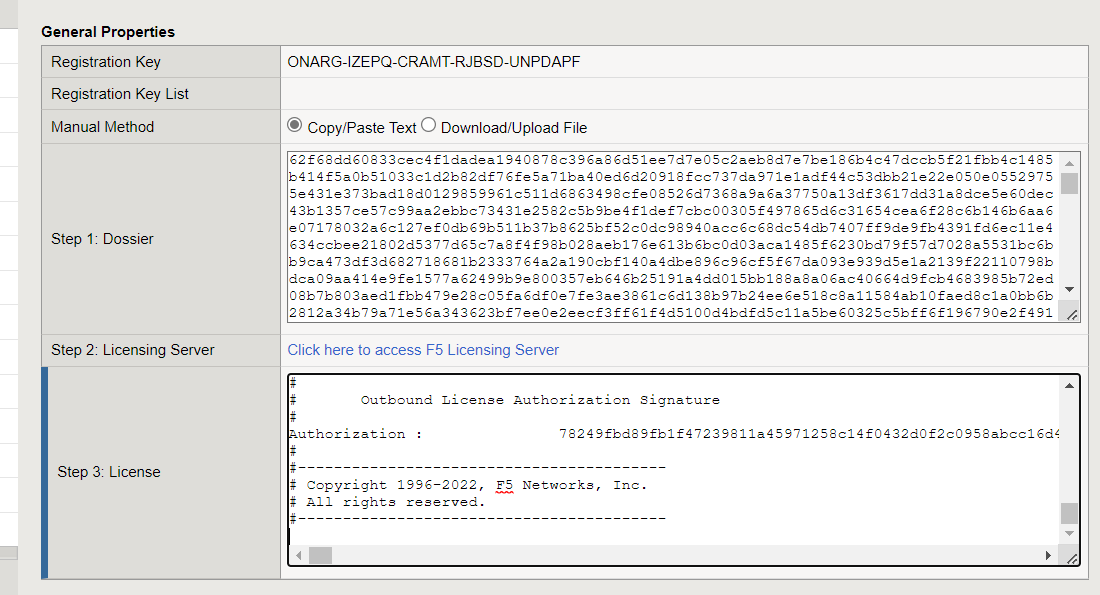 General Properties
Registration Key ONARG-IZEPQ-CRAMT-RJBSD-UNPDAPF
Registration Key List
Manual Method Copy/Paste Text Download/Upload File
Step 1: Dossier
62f68dd60833cec4f1dadea1940878c396a86d51ee7d7e05c2aeb8d7e7be186b4c47dccb5f21fbb4c1485
b414f5a0b51033c1d2b82df76fe5a71ba40ed6d20918fcc737da971e1adf44c53dbb21e22e050e0552975
5e431e373bad18d0129859961c511d6863498cfe08526d7368a9a6a37750a13df3617dd31a8dce5e60dec
43b1357ce57c99aa2ebbc73431e2582c5b9be4f1def7cbc00305f497865d6c31654cea6f28c6b146b6aa6
e07178032a6c127ef0db69b511b37b8625bf52c0dc98940acc6c68dc54db7407ff9de9fb4391fd6ec11e4
634ccbee21802d5377d65c7a8f4f98b028aeb176e613b6bc0d03aca1485f6230bd79f57d7028a5531bc6b
b9ca473df3d682718681b2333764a2a190cbf140a4dbe896c96cf5f67da093e939d5e1a2139f22110798b
dca09aa414e9fe1577a62499b9e800357eb646b25191a4dd015bb188a8a06ac40664d9fcb4683985b72ed
08b7b803aed1fbb479e28c05fa6df0e7fe3ae3861c6d138b97b24ee6e518c8a11584ab10faed8c1a0bb6b
2812a34b79a71e56a343623bf7ee0e2eecf3ff61f4d5100d4bdfd5c11a5be60325c5bff6f196790e2f491
Step 2: Licensing Server Click here to access F5 Licensing Server
Step 3: License
#
# Outbound License Authorization Signature
#
Authorization : 78249fbd89fb1f47239811a45971258c14f0432d0f2c0958abcc16d4
#
#-------------------------------------------
# Copyright 1996-2022, F5 Networks, Inc.
# All rights reserved.
#-------------------------------------------